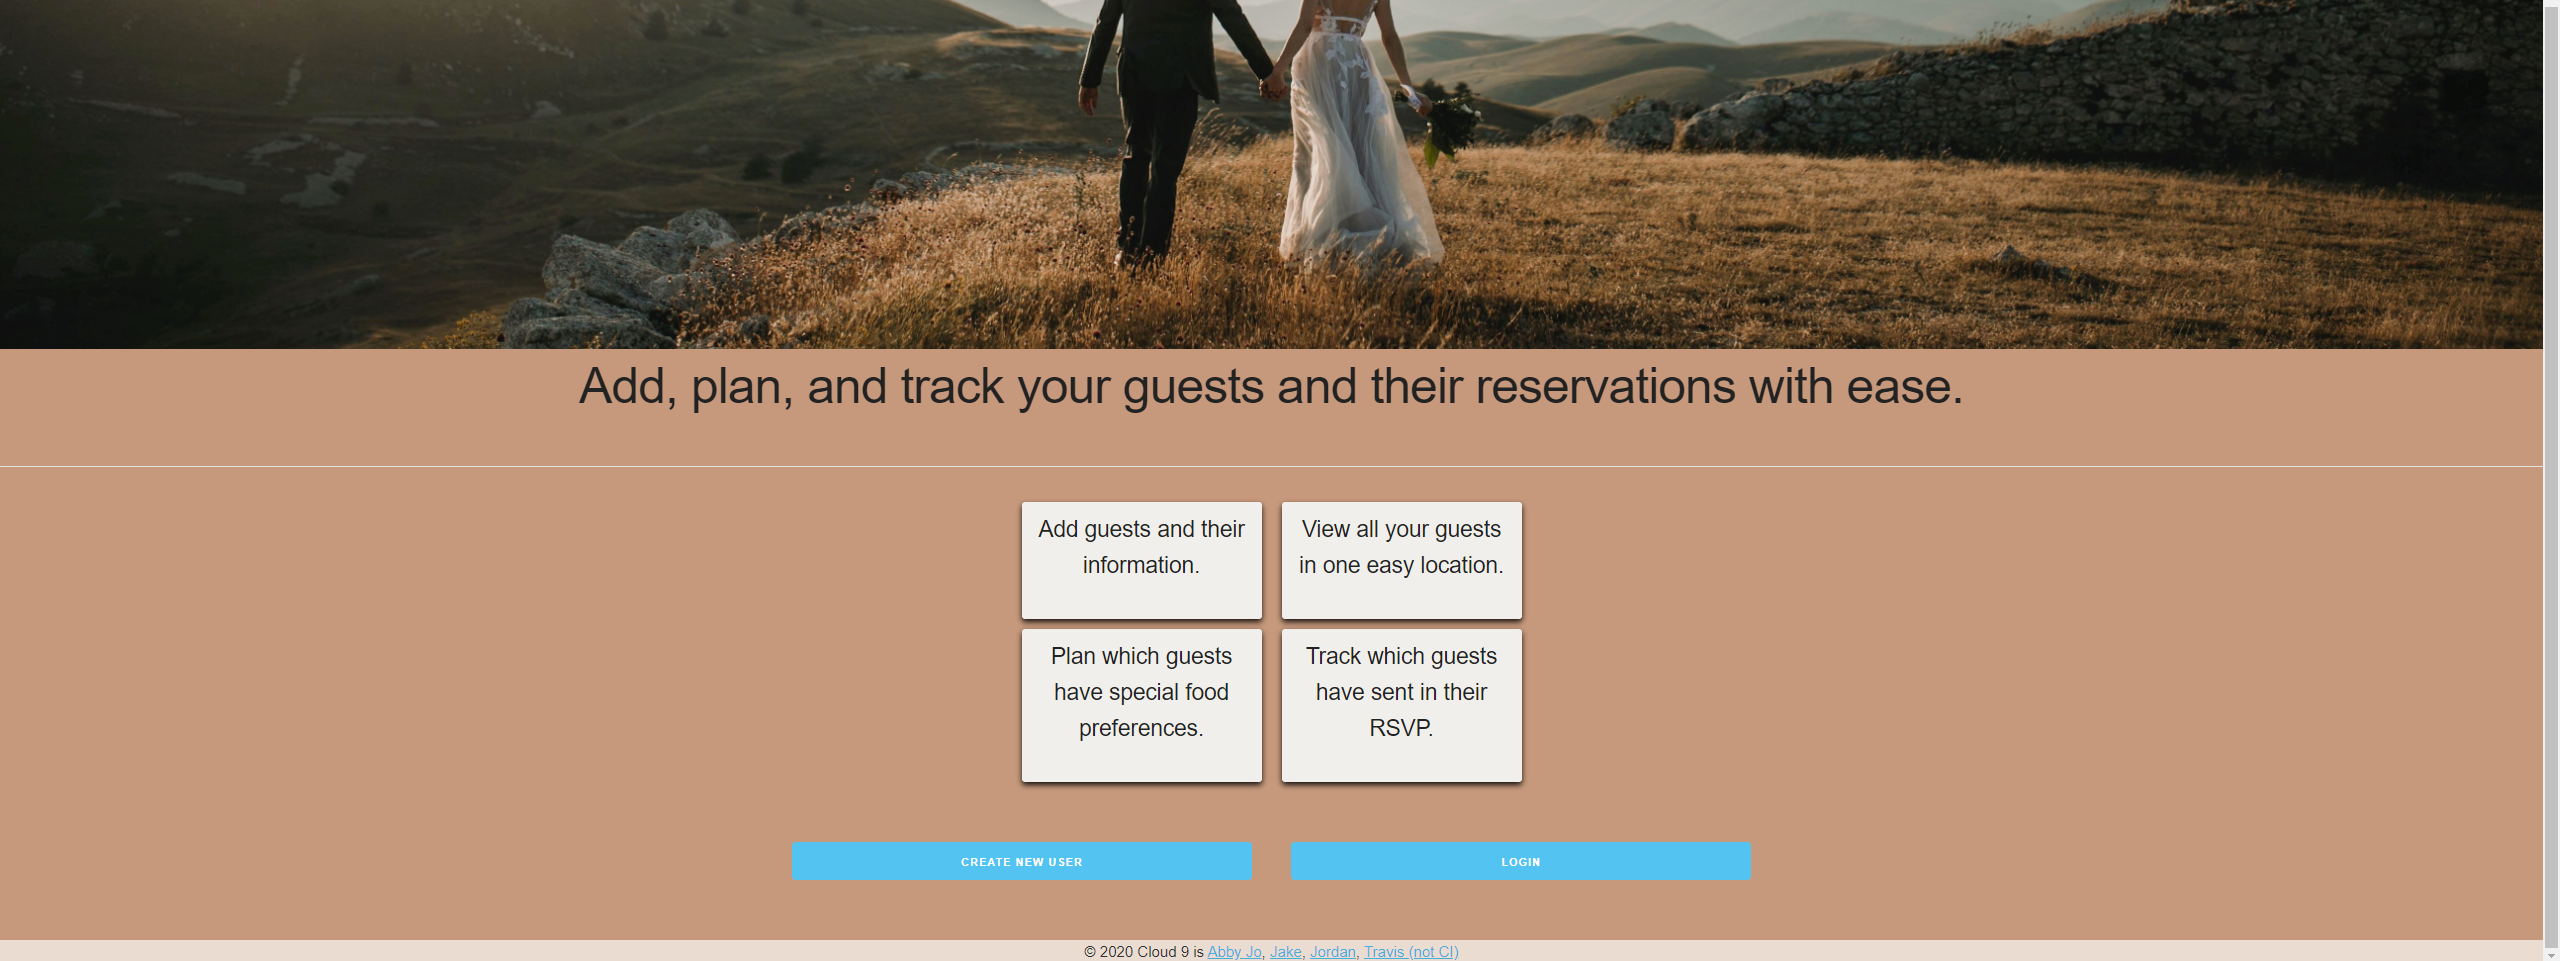 Add, plan, and track your guests and their reservations with ease.
Add guests and their
information.
View all your guests
in one easy location.
Plan which guests
have special food
preferences.
Track which guests
have sent in their
RSVP.
CREATE NEW USER
LOGIN
© 2020 Cloud 9 is Abby Jo, Jake, Jordan, Travis (not CI)